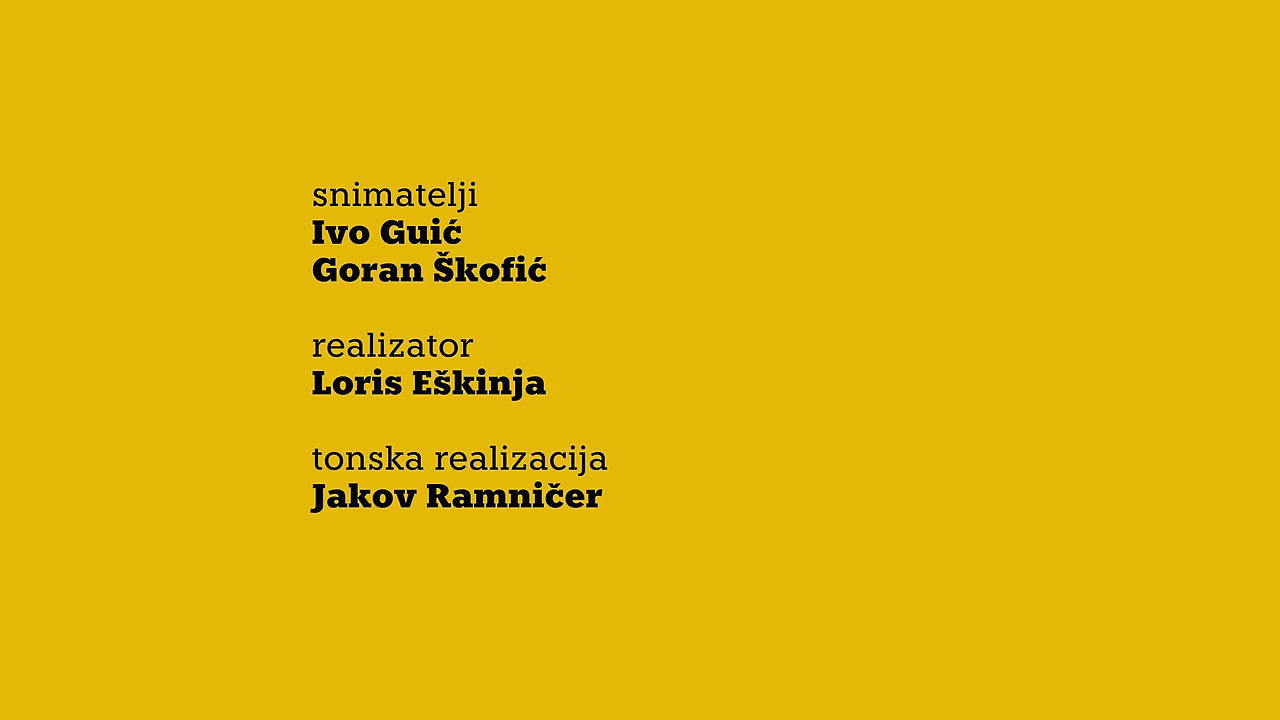 snimatelji
Ivo Guić
Goran Škofić
realizator
Loris Eškinja
tonska realizacija
Jakov Ramničer